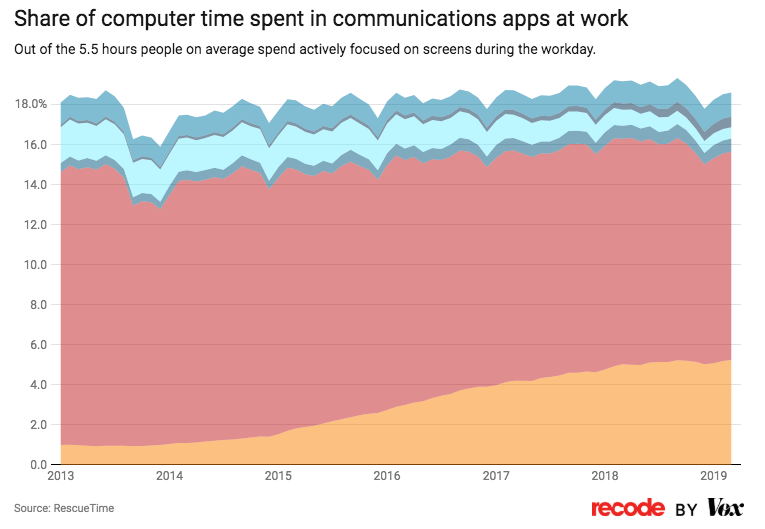 Share of computer time spent in communications apps at work
Out of the 5.5 hours people on average spend actively focused on screens during the workday.
18.0%
16.0
14.0
12.0
10.0
8.0
6.0
4.0
2.0
0.0
2013 2014 2015 2016 2017 2018 2019
Source: RescueTime
recode BY Vox